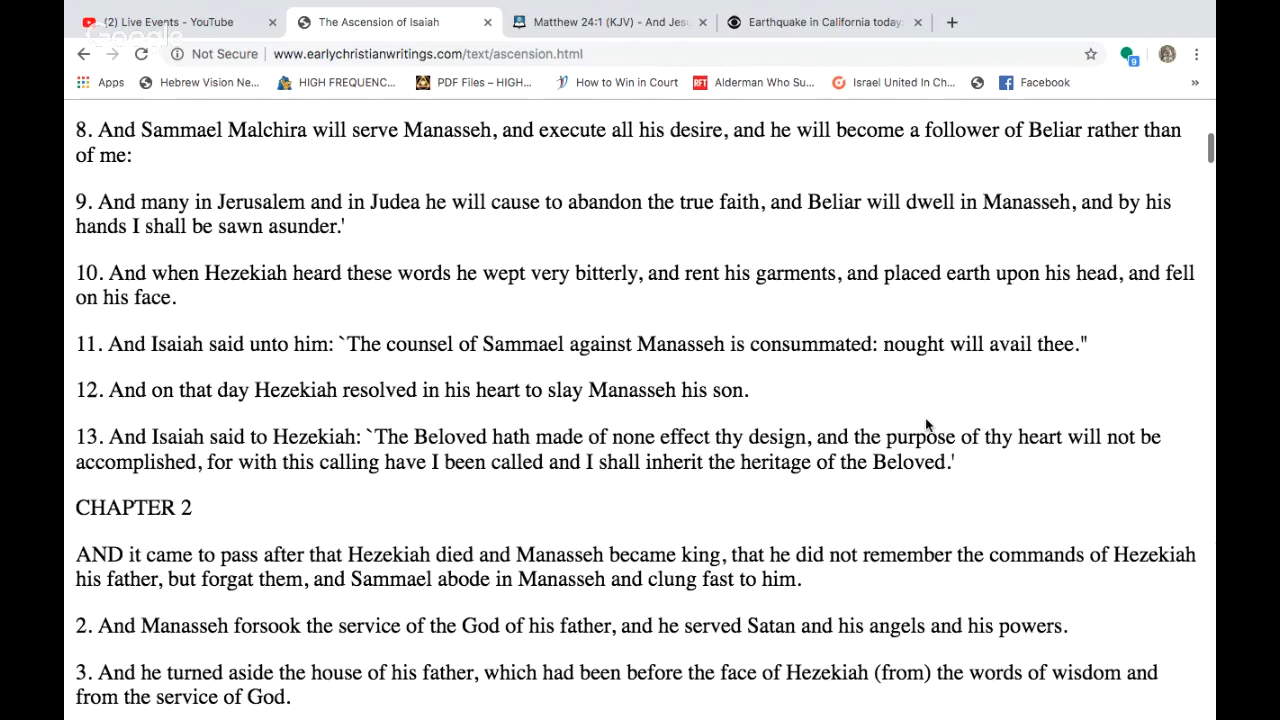 (2) Live Events - YouTube
The Ascension of Isaiah
Matthew 24:1 (KJV) - And Jesu
Earthquake in California today:
Google
Not Secure | www.earlychristianwritings.com/text/ascension.html
9
Apps
Hebrew Vision Ne...
HIGH FREQUENC...
PDF Files – HIGH...
How to Win in Court
RFT
Alderman Who Su...
Israel United In Ch...
Facebook
»
8. And Sammael Malchira will serve Manasseh, and execute all his desire, and he will become a follower of Beliar rather than
of me:
9. And many in Jerusalem and in Judea he will cause to abandon the true faith, and Beliar will dwell in Manasseh, and by his
hands I shall be sawn asunder.'
10. And when Hezekiah heard these words he wept very bitterly, and rent his garments, and placed earth upon his head, and fell
on his face.
11. And Isaiah said unto him: `The counsel of Sammael against Manasseh is consummated: nought will avail thee."
12. And on that day Hezekiah resolved in his heart to slay Manasseh his son.
13. And Isaiah said to Hezekiah: `The Beloved hath made of none effect thy design, and the purpose of thy heart will not be
accomplished, for with this calling have I been called and I shall inherit the heritage of the Beloved.'
CHAPTER 2
AND it came to pass after that Hezekiah died and Manasseh became king, that he did not remember the commands of Hezekiah
his father, but forgat them, and Sammael abode in Manasseh and clung fast to him.
2. And Manasseh forsook the service of the God of his father, and he served Satan and his angels and his powers.
3. And he turned aside the house of his father, which had been before the face of Hezekiah (from) the words of wisdom and
from the service of God.